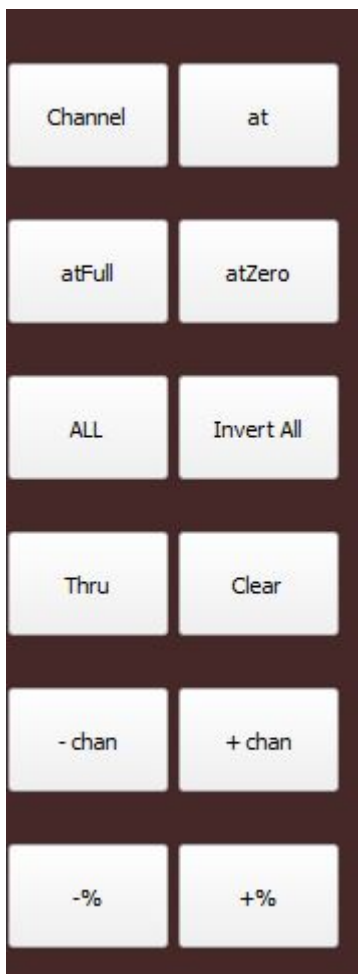 Channel at
atFull atZero
ALL Invert All
Thru Clear
- chan + chan
-% +%